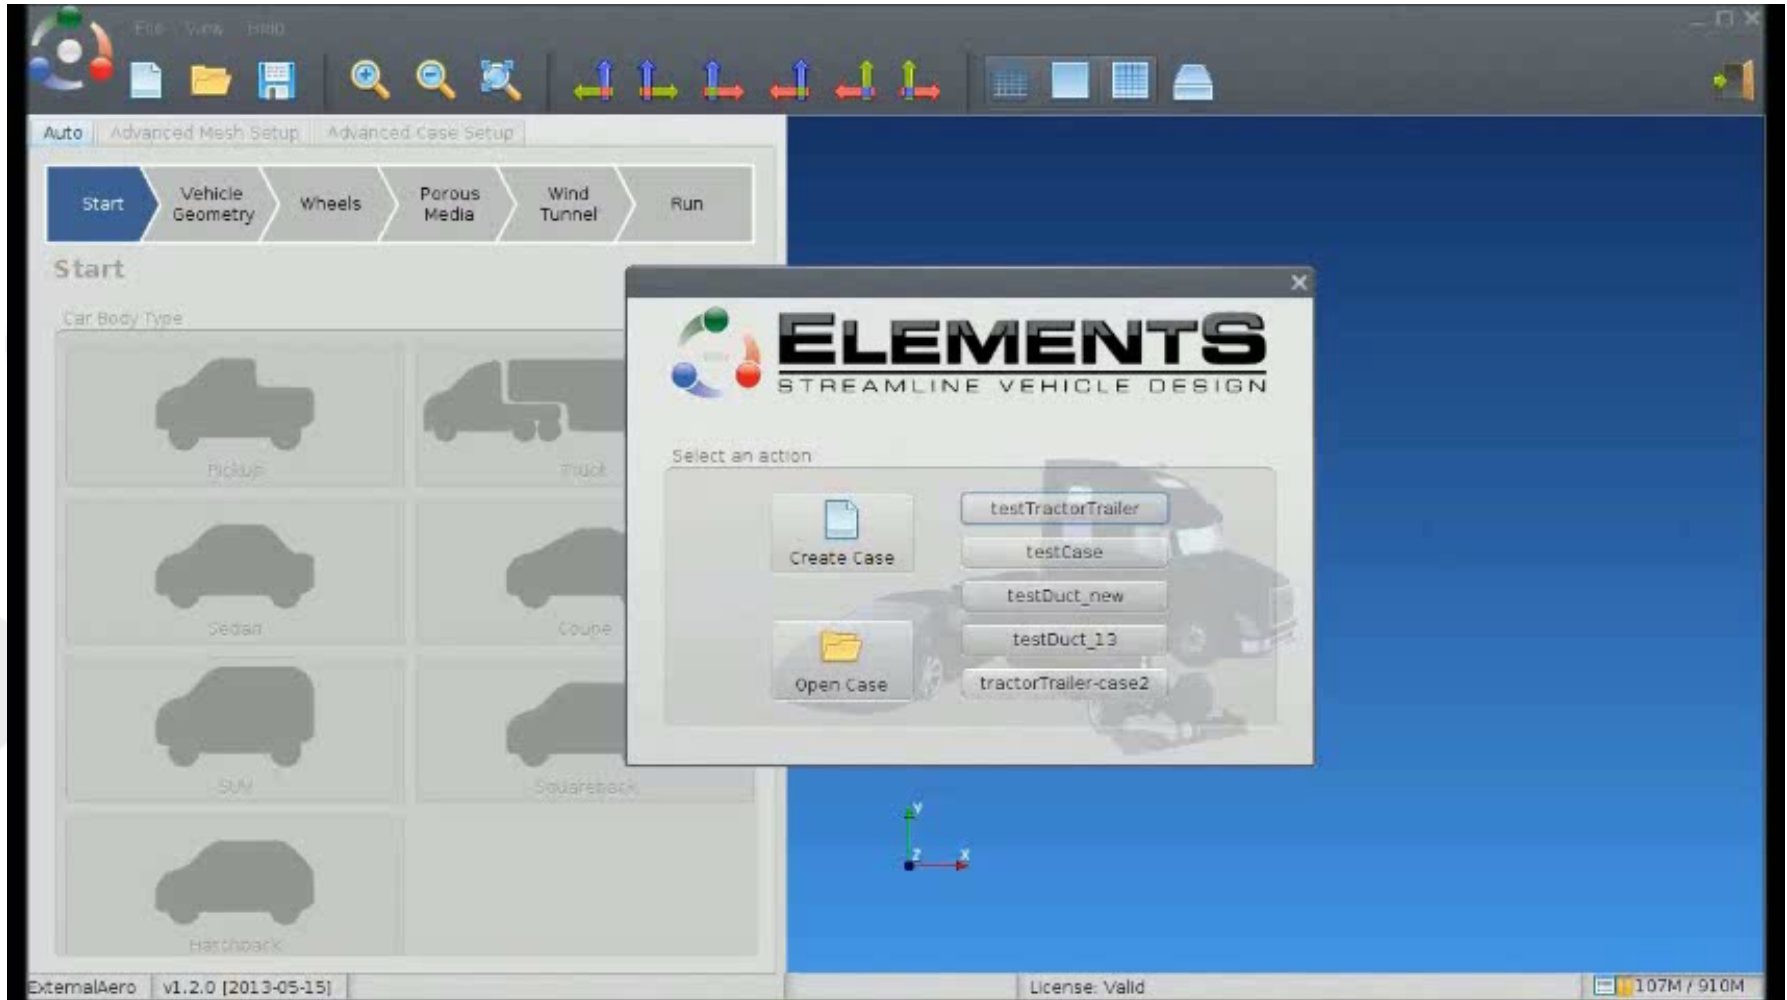 File View Help
Auto Advanced Mesh Setup Advanced Case Setup
Start Vehicle Geometry Wheels Porous Media Wind Tunnel Run
Start
Car Body Type
Pickup Truck
Sedan Coupe
SUV Squareback
Hatchback
ELEMENTS
STREAMLINE VEHICLE DESIGN
Select an action
Create Case
Open Case
testTractorTrailer
testCase
testDuct_new
testDuct_13
tractorTrailer-case2
Y
Z X
ExternalAero v1.2.0 [2013-05-15] License: Valid 107M / 910M